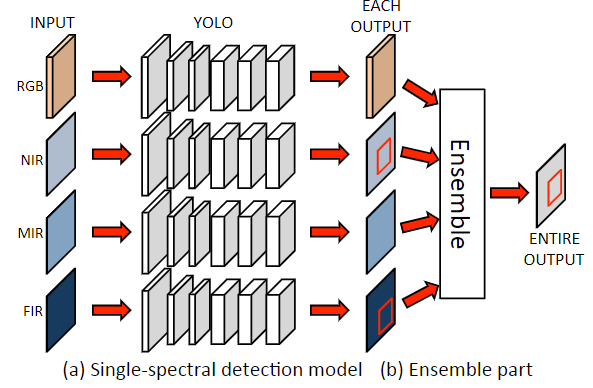 INPUT
YOLO
EACH
OUTPUT
RGB
NIR
MIR
FIR
Ensemble
ENTIRE
OUTPUT
(a) Single-spectral detection model
(b) Ensemble part